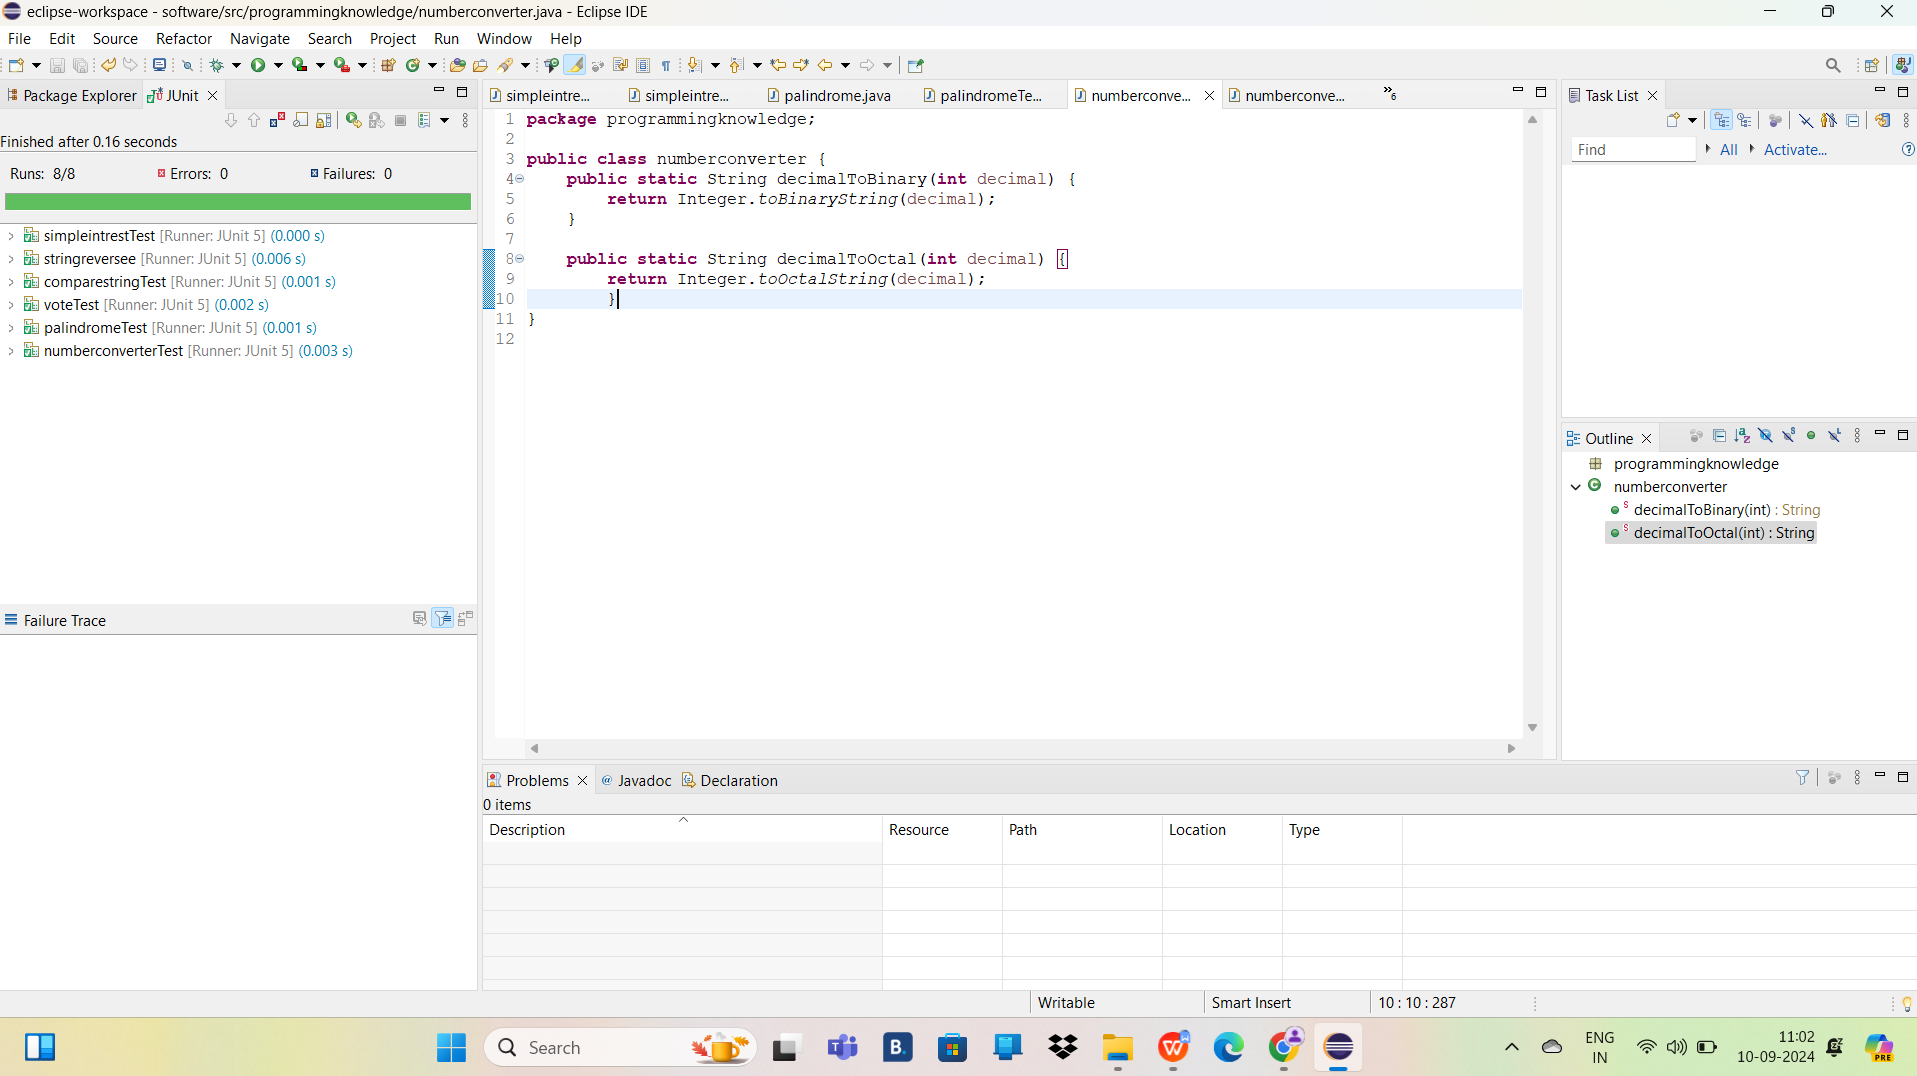 eclipse-workspace - software/src/programmingknowledge/numberconverter.java - Eclipse IDE
File Edit Source Refactor Navigate Search Project Run Window Help
Package Explorer JUnit
Finished after 0.16 seconds
Runs: 8/8 Errors: 0 Failures: 0
simpleintrestTest [Runner: JUnit 5] (0.000 s)
stringreversee [Runner: JUnit 5] (0.006 s)
comparestringTest [Runner: JUnit 5] (0.001 s)
voteTest [Runner: JUnit 5] (0.002 s)
palindromeTest [Runner: JUnit 5] (0.001 s)
numberconverterTest [Runner: JUnit 5] (0.003 s)
Failure Trace
simpleintre... simpleintre... palindrome.java palindromeTe... numberconve... numberconve... »6
1 package programmingknowledge;
2
3 public class numberconverter {
4 public static String decimalToBinary(int decimal) {
5 return Integer.toBinaryString(decimal);
6 }
7
8 public static String decimalToOctal(int decimal) {
9 return Integer.toOctalString(decimal);
10 }
11 }
12
Task List
Find All Activate...
Outline
programmingknowledge
numberconverter
decimalToBinary(int) : String
decimalToOctal(int) : String
Problems @ Javadoc Declaration
0 items
Description Resource Path Location Type
Writable Smart Insert 10 : 10 : 287
Search
B.
W
PRE
ENG
IN
11:02
10-09-2024